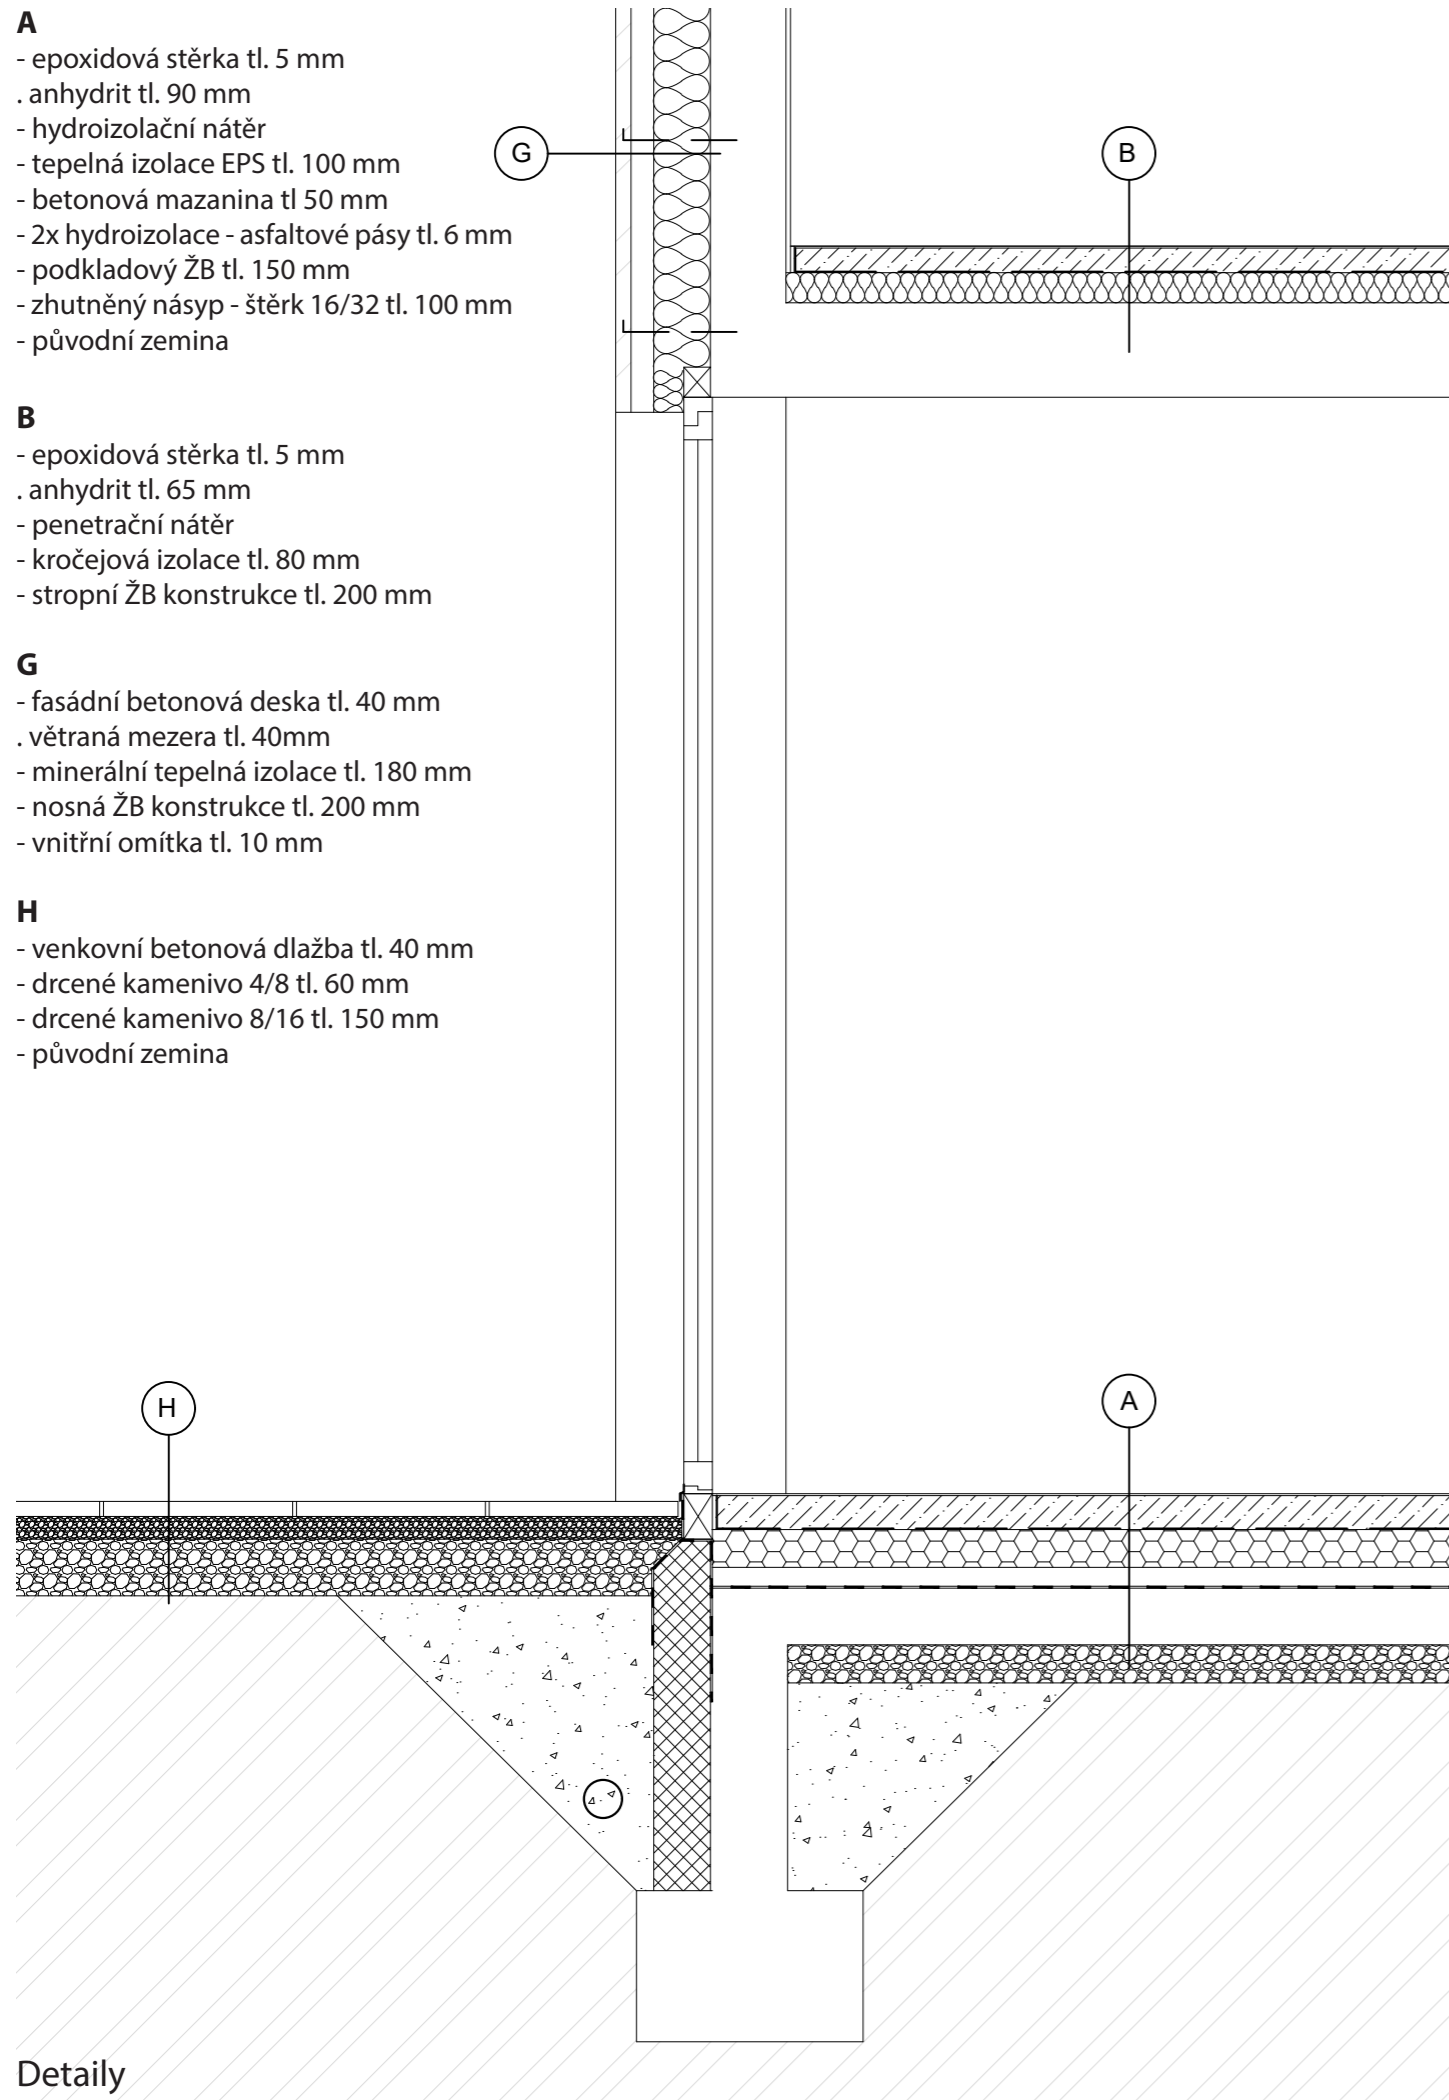 A
- epoxidová stěrka tl. 5 mm
. anhydrit tl. 90 mm
- hydroizolační nátěr
- tepelná izolace EPS tl. 100 mm
- betonová mazanina tl 50 mm
- 2x hydroizolace - asfaltové pásy tl. 6 mm
- podkladový ŽB tl. 150 mm
- zhutněný násyp - štěrk 16/32 tl. 100 mm
- původní zemina
B
- epoxidová stěrka tl. 5 mm
. anhydrit tl. 65 mm
- penetrační nátěr
- kročejová izolace tl. 80 mm
- stropní ŽB konstrukce tl. 200 mm
G
- fasádní betonová deska tl. 40 mm
. větraná mezera tl. 40mm
- minerální tepelná izolace tl. 180 mm
- nosná ŽB konstrukce tl. 200 mm
- vnitřní omítka tl. 10 mm
H
- venkovní betonová dlažba tl. 40 mm
- drcené kamenivo 4/8 tl. 60 mm
- drcené kamenivo 8/16 tl. 150 mm
- původní zemina
G
B
H
A
Detaily